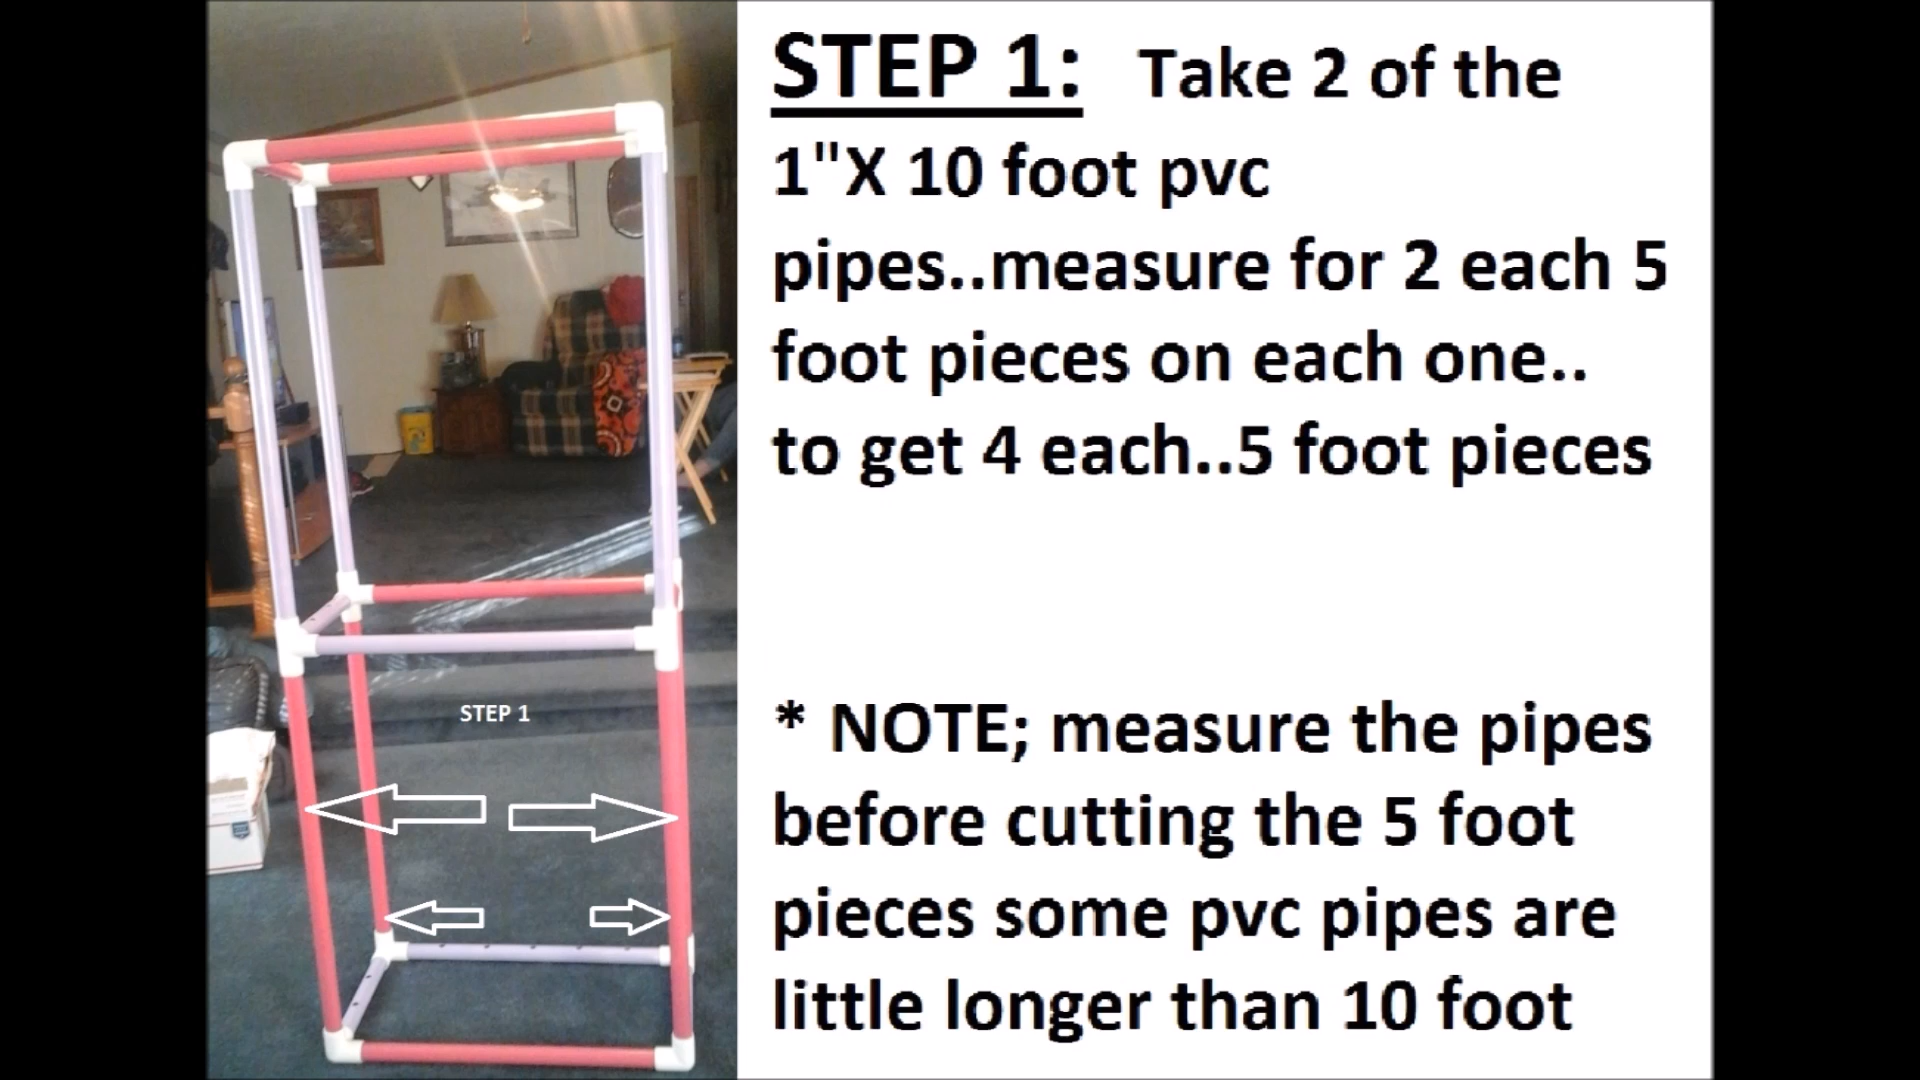 STEP 1: Take 2 of the
1"X 10 foot pvc
pipes..measure for 2 each 5
foot pieces on each one..
to get 4 each..5 foot pieces
* NOTE; measure the pipes
before cutting the 5 foot
pieces some pvc pipes are
little longer than 10 foot
STEP 1